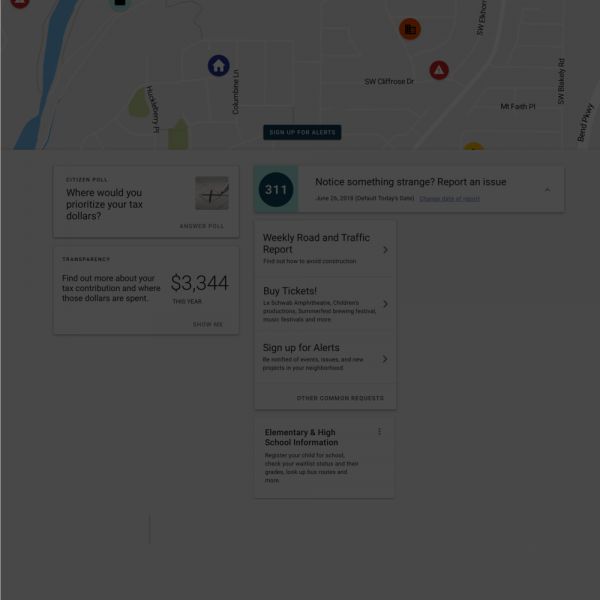 SW Elkhorn
SW Cliffrose Dr
Columbine Ln
Huckleberry Pl
SW Blakely Rd
Mt Faith Pl
Bend Pkwy
SIGN UP FOR ALERTS
CITIZEN POLL
Where would you
prioritize your tax
dollars?
ANSWER POLL
311
Notice something strange? Report an issue
June 26, 2018 (Default Today's Date) Change date of report
TRANSPARENCY
Find out more about your
tax contribution and where
those dollars are spent.
$3,344
THIS YEAR
SHOW ME
Weekly Road and Traffic
Report
Find out how to avoid construction
Buy Tickets!
Le Schwab Amphitheatre, Children's
productions, Summerfest brewing festival,
music festivals and more.
Sign up for Alerts
Be notified of events, issues, and new
projects in your neighborhood.
OTHER COMMON REQUESTS
Elementary & High
School Information
Register your child for school,
check your waitlist status and their
grades, look up bus routes and
more.